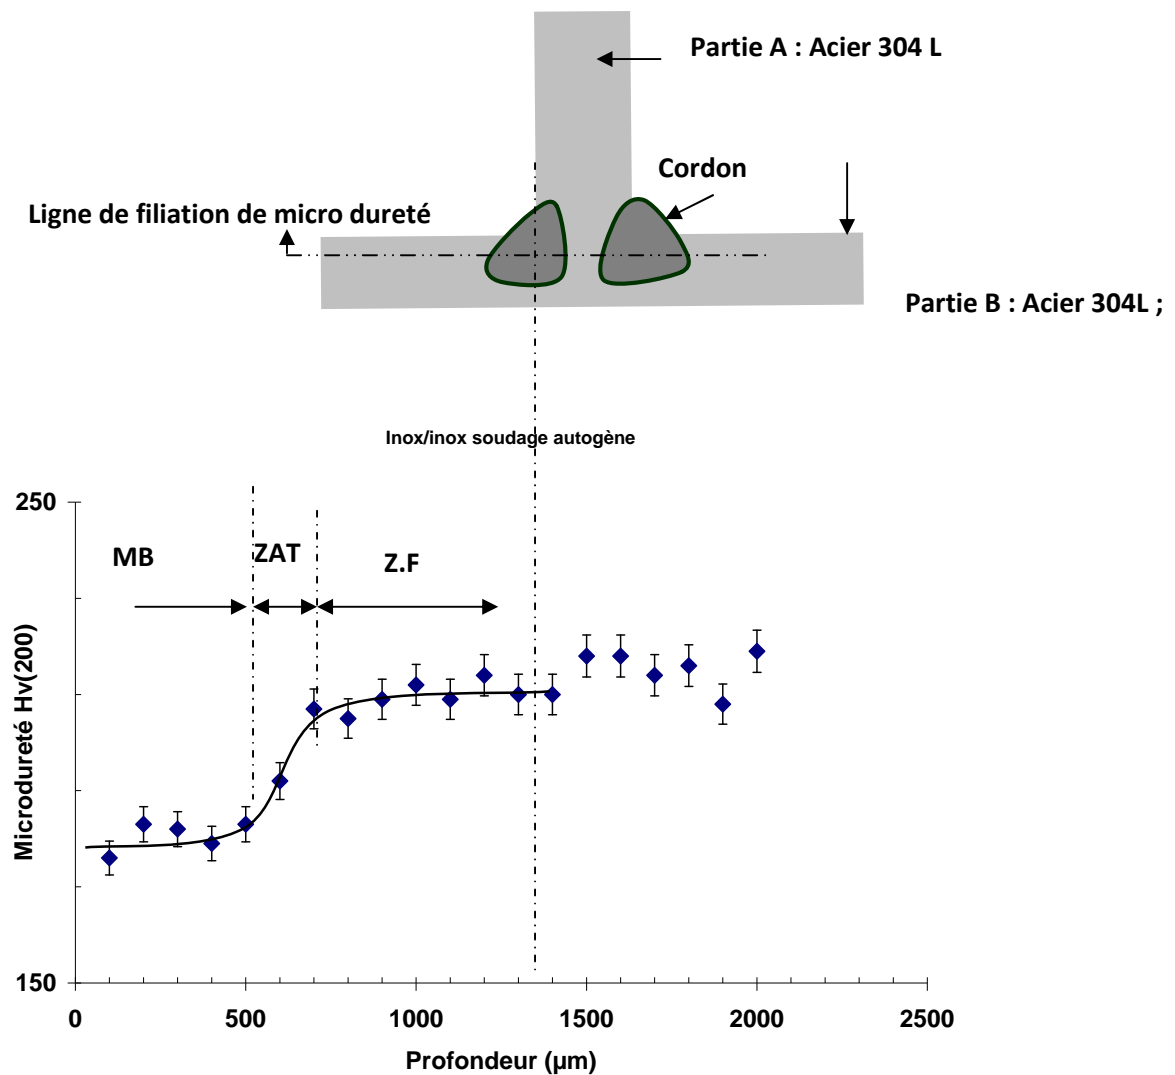 Partie A : Acier 304 L
Cordon
Ligne de filiation de micro dureté
Partie B : Acier 304L ;
Inox/inox soudage autogène
250
MB
ZAT
Z.F
Microdureté Hv(200)
150
0 500 1000 1500 2000 2500
Profondeur (µm)